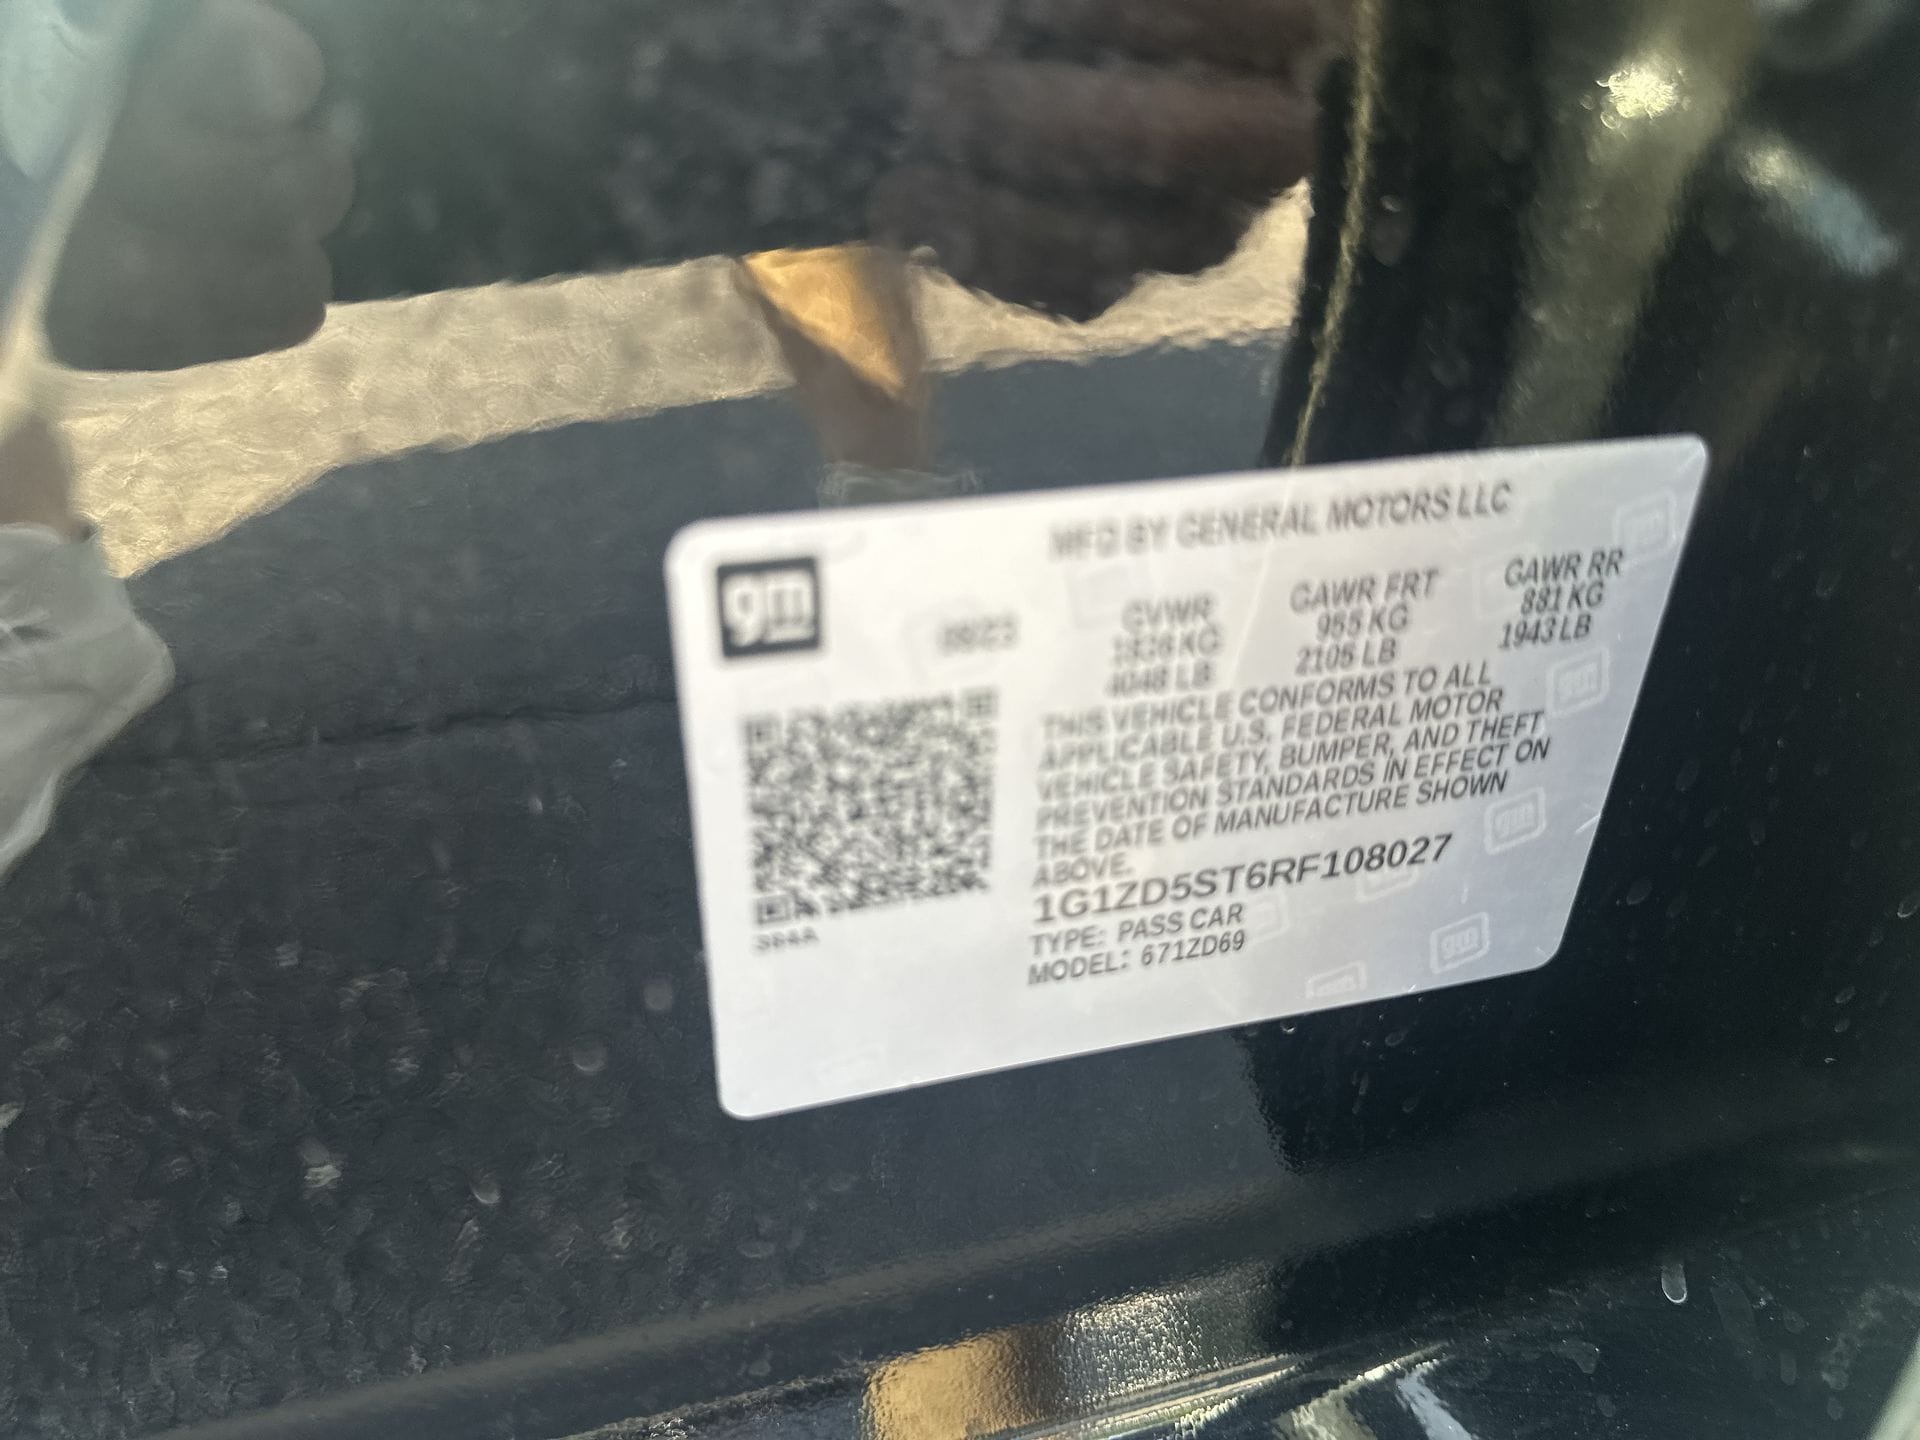 MFD BY GENERAL MOTORS LLC
gm
GVWR GAWR FRT GAWR RR
KG 955 KG 881 KG
4048 LB 2105 LB 1943 LB
THIS VEHICLE CONFORMS TO ALL
APPLICABLE U.S. FEDERAL MOTOR
VEHICLE SAFETY, BUMPER, AND THEFT
PREVENTION STANDARDS IN EFFECT ON
THE DATE OF MANUFACTURE SHOWN
ABOVE.
1G1ZD5ST6RF108027
TYPE: PASS CAR
MODEL: 671ZD69